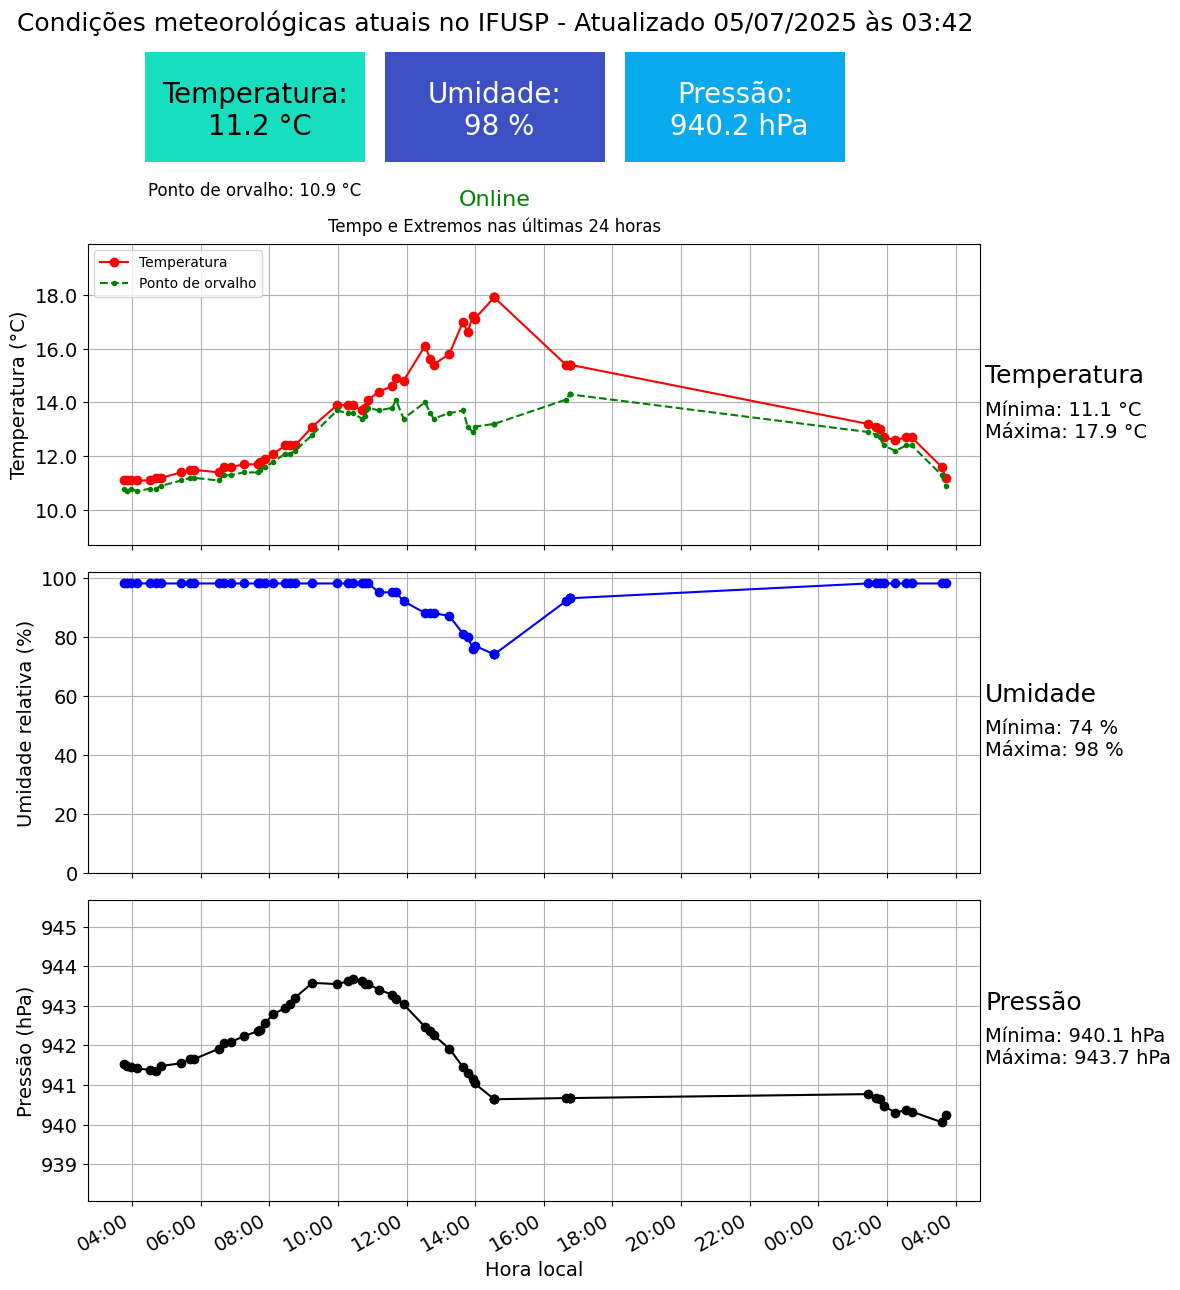 Condições meteorológicas atuais no IFUSP - Atualizado 05/07/2025 às 03:42
Temperatura:
11.2 °C
Umidade:
98 %
Pressão:
940.2 hPa
Ponto de orvalho: 10.9 °C
Online
Tempo e Extremos nas últimas 24 horas
Temperatura
Ponto de orvalho
Temperatura (°C)
18.0
16.0
14.0
12.0
10.0
Temperatura
Mínima: 11.1 °C
Máxima: 17.9 °C
Umidade relativa (%)
100
80
60
40
20
0
Umidade
Mínima: 74 %
Máxima: 98 %
Pressão (hPa)
945
944
943
942
941
940
939
Pressão
Mínima: 940.1 hPa
Máxima: 943.7 hPa
04:00 06:00 08:00 10:00 12:00 14:00 16:00 18:00 20:00 22:00 00:00 02:00 04:00
Hora local